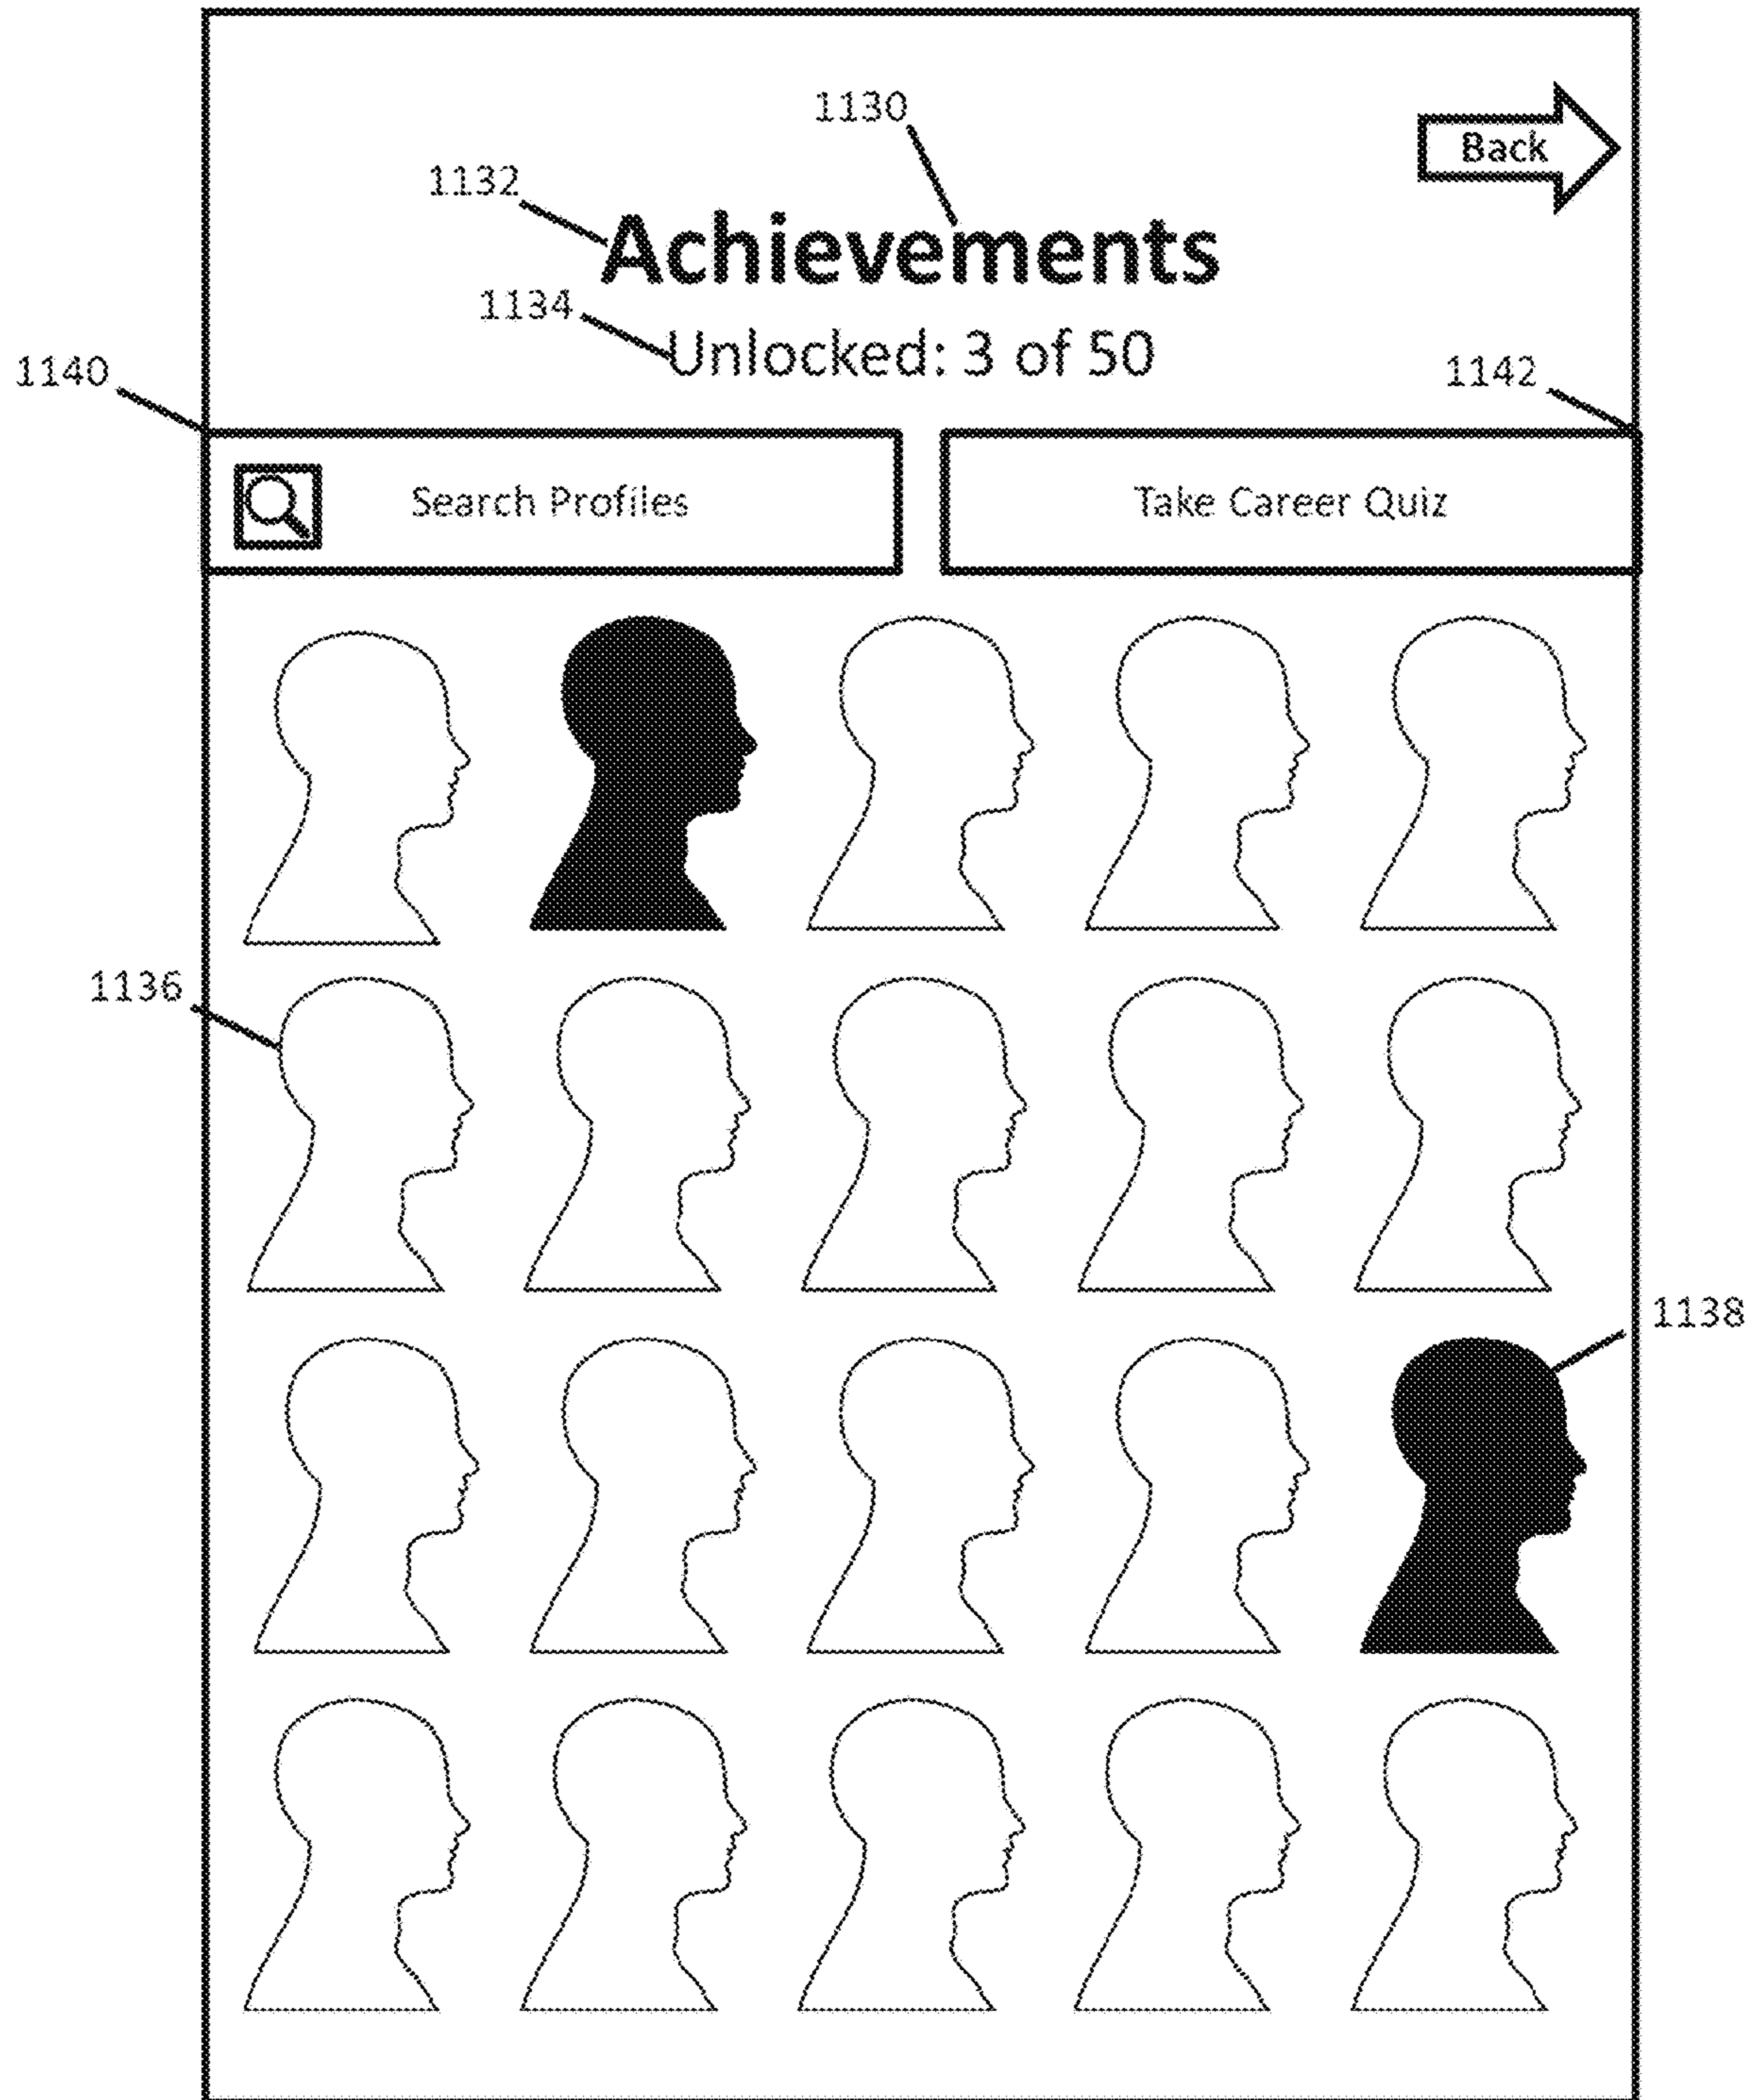 1130
Back
1132
Achievements
1134
Unlocked: 3 of 50
1140
1142
Search Profiles
Take Career Quiz
1136
1138